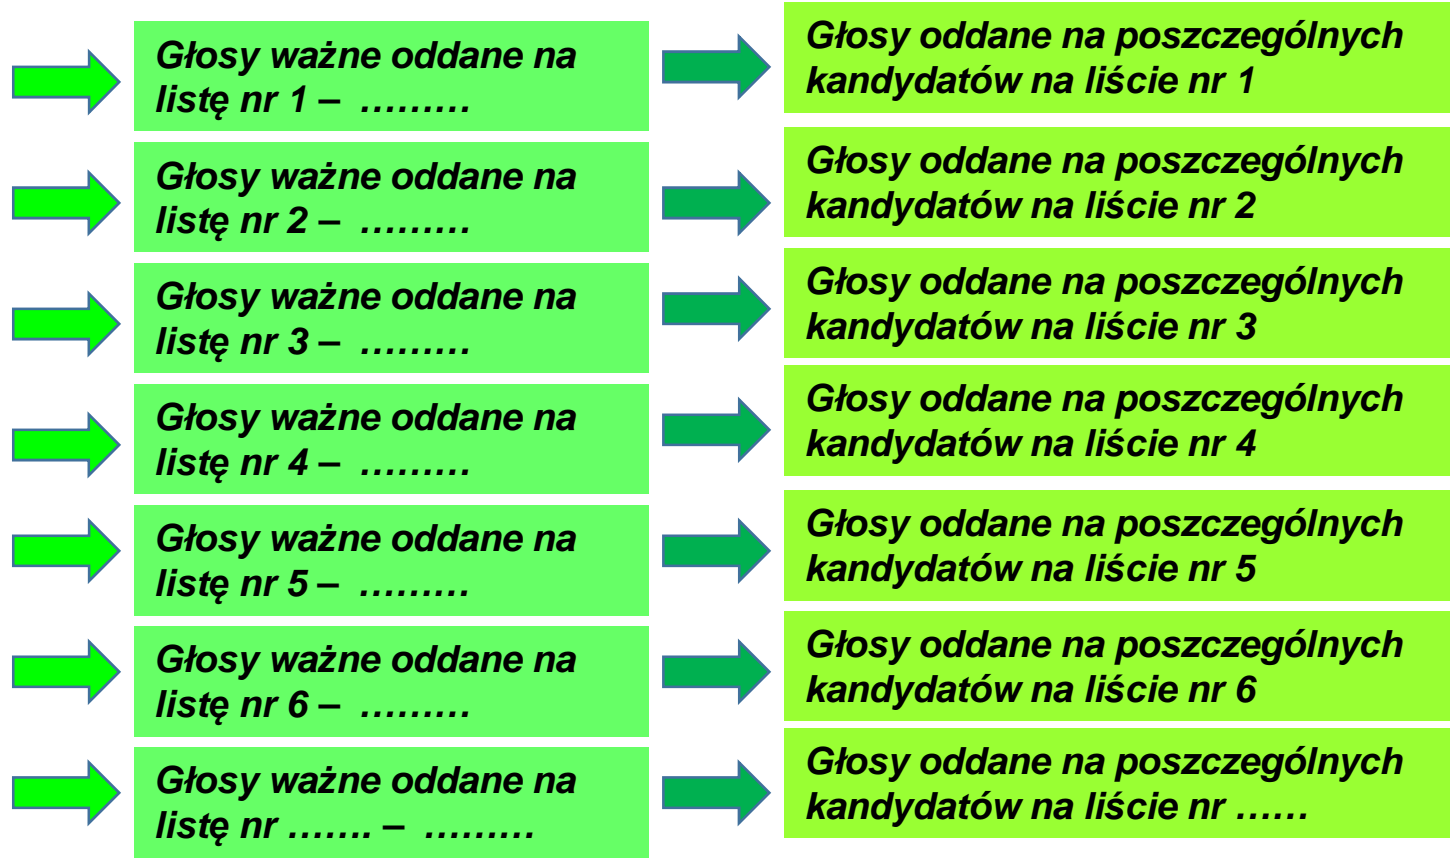 Głosy ważne oddane na
listę nr 1 – ………
Głosy oddane na poszczególnych
kandydatów na liście nr 1
Głosy ważne oddane na
listę nr 2 – ………
Głosy oddane na poszczególnych
kandydatów na liście nr 2
Głosy ważne oddane na
listę nr 3 – ………
Głosy oddane na poszczególnych
kandydatów na liście nr 3
Głosy ważne oddane na
listę nr 4 – ………
Głosy oddane na poszczególnych
kandydatów na liście nr 4
Głosy ważne oddane na
listę nr 5 – ………
Głosy oddane na poszczególnych
kandydatów na liście nr 5
Głosy ważne oddane na
listę nr 6 – ………
Głosy oddane na poszczególnych
kandydatów na liście nr 6
Głosy ważne oddane na
listę nr ……. – ………
Głosy oddane na poszczególnych
kandydatów na liście nr ……